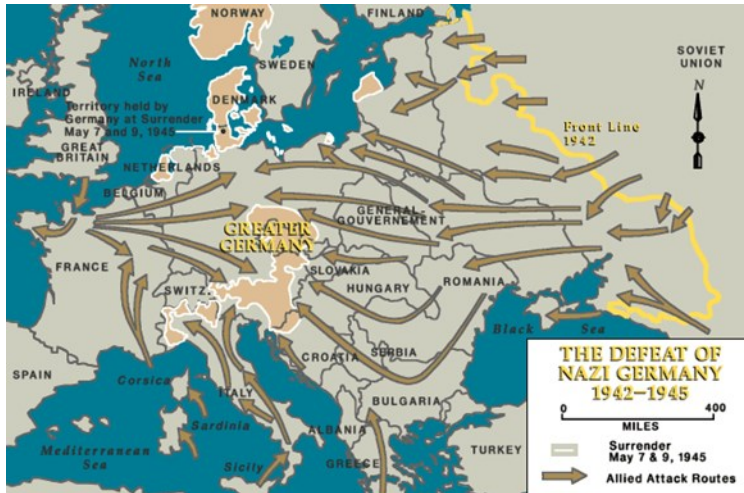 NORWAY
FINLAND
SOVIET
UNION
North
Sea
SWEDEN
IRELAND
DENMARK
Territory held by
Germany at Surrender
May 7 and 9, 1945
N
Front Line
1942
GREAT
BRITAIN
NETHERLANDS
BELGIUM
GENERAL-
GOUVERNEMENT
GREATER
GERMANY
FRANCE
SLOVAKIA
SWITZ.
HUNGARY
ROMANIA
Black Sea
CROATIA
SERBIA
SPAIN
Corsica
ITALY
BULGARIA
Sardinia
ALBANIA
Mediterranean
Sea
Sicily
GREECE
TURKEY
THE DEFEAT OF
NAZI GERMANY
1942–1945
0 400
MILES
Surrender
May 7 & 9, 1945
Allied Attack Routes